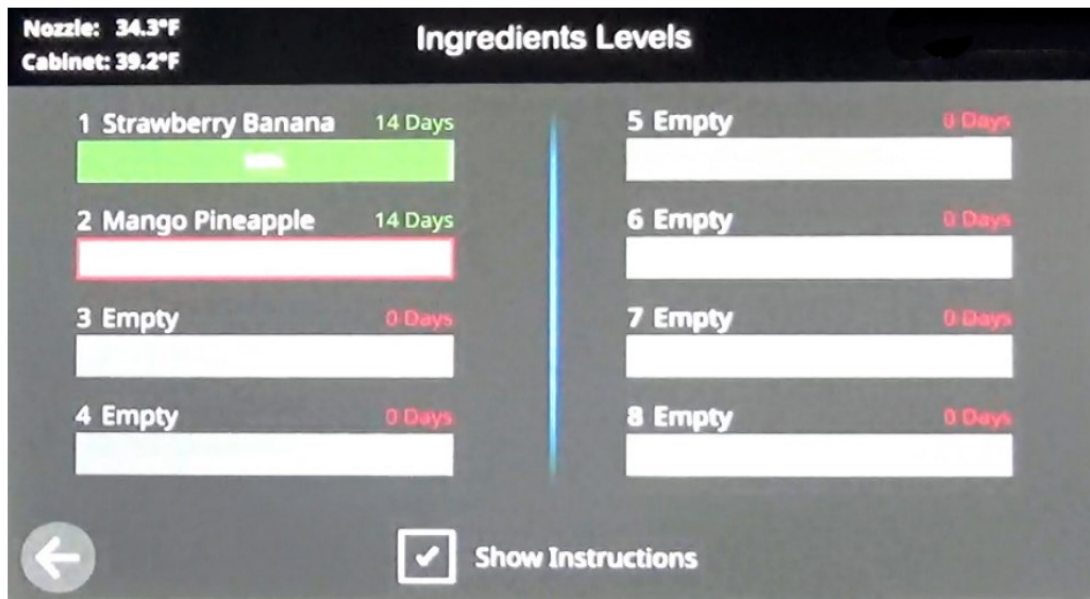 Nozzle: 34.3°F
Cabinet: 39.2°F
Ingredients Levels
1 Strawberry Banana 14 Days
2 Mango Pineapple 14 Days
3 Empty 0 Days
4 Empty 0 Days
5 Empty 0 Days
6 Empty 0 Days
7 Empty 0 Days
8 Empty 0 Days
Show Instructions